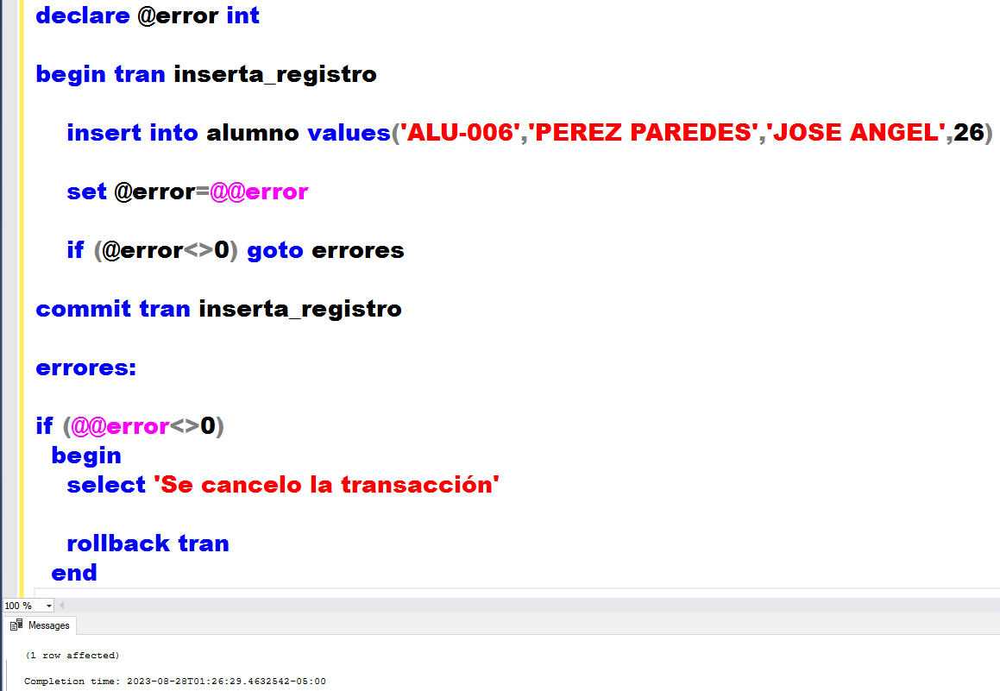 declare @error int
begin tran inserta_registro
insert into alumno values('ALU-006','PEREZ PAREDES','JOSE ANGEL',26)
set @error=@@error
if (@error<>0) goto errores
commit tran inserta_registro
errores:
if (@@error<>0)
begin
select 'Se cancelo la transacción'
rollback tran
end
100 %
Messages
(1 row affected)
Completion time: 2023-08-28T01:26:29.4632542-05:00